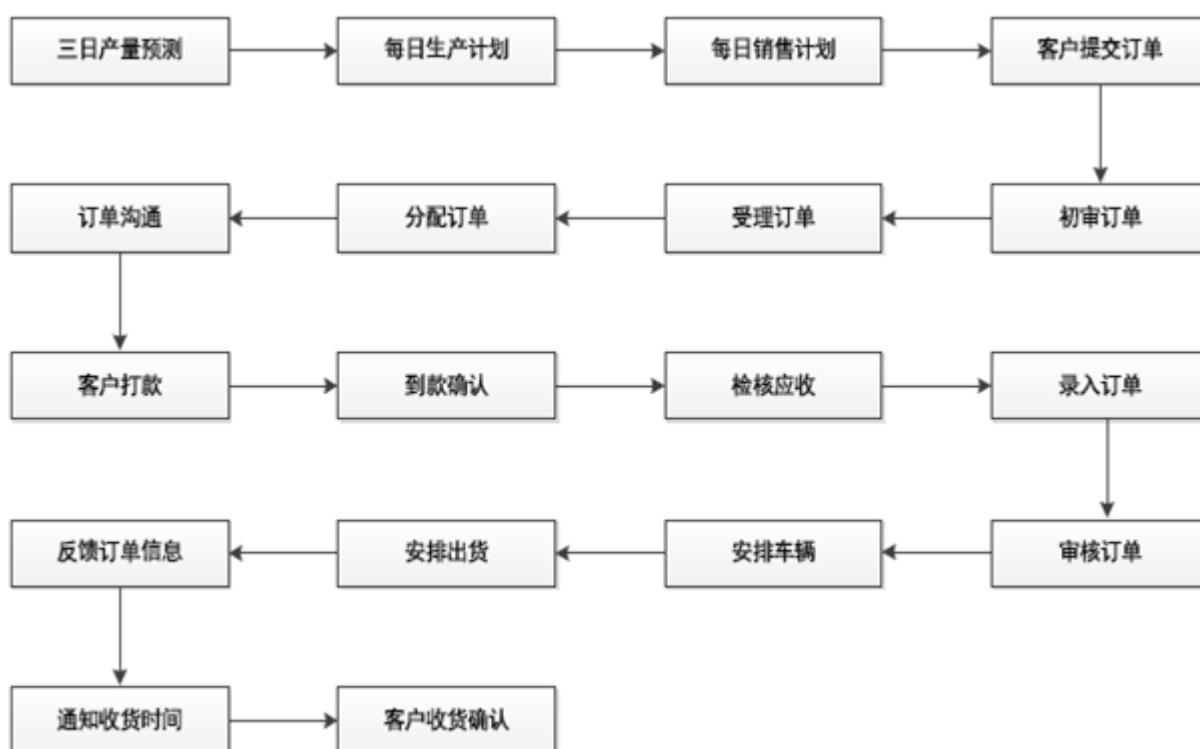 三日产量预测
每日生产计划
每日销售计划
客户提交订单
初审订单
受理订单
分配订单
订单沟通
客户打款
到款确认
检核应收
录入订单
审核订单
安排车辆
安排出货
反馈订单信息
通知收货时间
客户收货确认